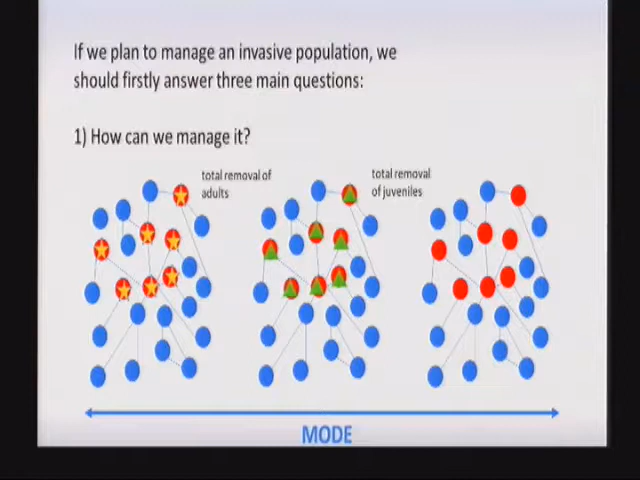 If we plan to manage an invasive population, we
should firstly answer three main questions:
1) How can we manage it?
total removal of
adults
total removal
of juveniles
MODE